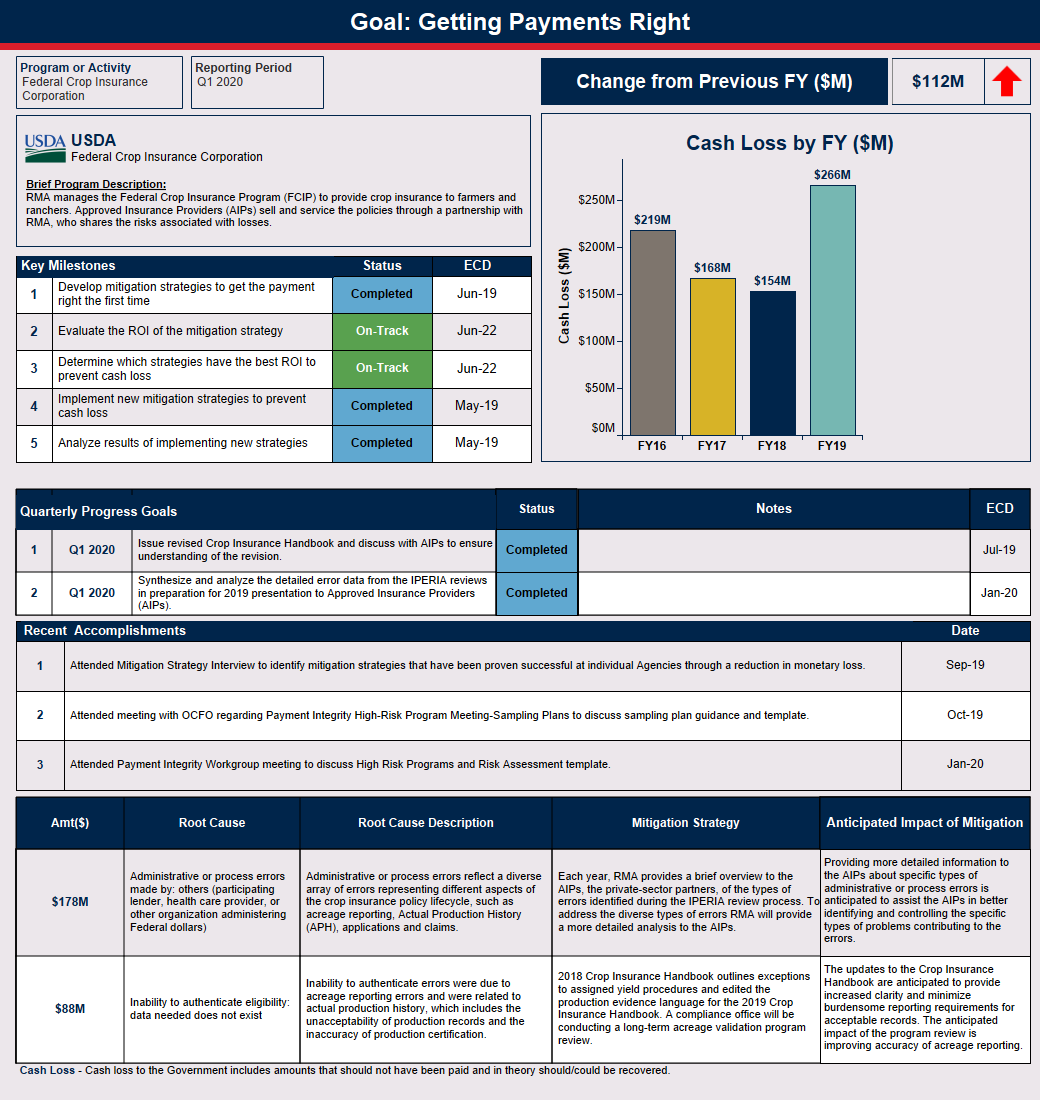 Goal: Getting Payments Right
Program or Activity
Federal Crop Insurance
Corporation
Reporting Period
Q1 2020
Change from Previous FY ($M)
$112M
USDA
USDA
Federal Crop Insurance Corporation
Brief Program Description:
RMA manages the Federal Crop Insurance Program (FCIP) to provide crop insurance to farmers and
ranchers. Approved Insurance Providers (AIPs) sell and service the policies through a partnership with
RMA, who shares the risks associated with losses.
Key Milestones Status ECD
1 Develop mitigation strategies to get the payment
right the first time
Completed Jun-19
2 Evaluate the ROI of the mitigation strategy On-Track Jun-22
3 Determine which strategies have the best ROI to
prevent cash loss
On-Track Jun-22
4 Implement new mitigation strategies to prevent
cash loss
Completed May-19
5 Analyze results of implementing new strategies Completed May-19
Cash Loss by FY ($M)
Cash Loss ($M)
$250M
$200M
$150M
$100M
$50M
$0M
$219M
$168M
$154M
$266M
FY16 FY17 FY18 FY19
Quarterly Progress Goals Status Notes ECD
1 Q1 2020 Issue revised Crop Insurance Handbook and discuss with AIPs to ensure
understanding of the revision.
Completed Jul-19
2 Q1 2020 Synthesize and analyze the detailed error data from the IPERIA reviews
in preparation for 2019 presentation to Approved Insurance Providers
(AIPs).
Completed Jan-20
Recent Accomplishments Date
1 Attended Mitigation Strategy Interview to identify mitigation strategies that have been proven successful at individual Agencies through a reduction in monetary loss. Sep-19
2 Attended meeting with OCFO regarding Payment Integrity High-Risk Program Meeting-Sampling Plans to discuss sampling plan guidance and template. Oct-19
3 Attended Payment Integrity Workgroup meeting to discuss High Risk Programs and Risk Assessment template. Jan-20
Amt($) Root Cause Root Cause Description Mitigation Strategy Anticipated Impact of Mitigation
$178M
Administrative or process errors
made by: others (participating
lender, health care provider, or
other organization administering
Federal dollars)
Administrative or process errors reflect a diverse
array of errors representing different aspects of
the crop insurance policy lifecycle, such as
acreage reporting, Actual Production History
(APH), applications and claims.
Each year, RMA provides a brief overview to the
AIPs, the private-sector partners, of the types of
errors identified during the IPERIA review process. To
address the diverse types of errors RMA will provide
a more detailed analysis to the AIPs.
Providing more detailed information to
the AIPs about specific types of
administrative or process errors is
anticipated to assist the AIPs in better
identifying and controlling the specific
types of problems contributing to the
errors.
$88M
Inability to authenticate eligibility:
data needed does not exist
Inability to authenticate errors were due to
acreage reporting errors and were related to
actual production history, which includes the
unacceptability of production records and the
inaccuracy of production certification.
2018 Crop Insurance Handbook outlines exceptions
to assigned yield procedures and edited the
production evidence language for the 2019 Crop
Insurance Handbook. A compliance office will be
conducting a long-term acreage validation program
review.
The updates to the Crop Insurance
Handbook are anticipated to provide
increased clarity and minimize
burdensome reporting requirements for
acceptable records. The anticipated
impact of the program review is
improving accuracy of acreage reporting.
Cash Loss - Cash loss to the Government includes amounts that should not have been paid and in theory should/could be recovered.